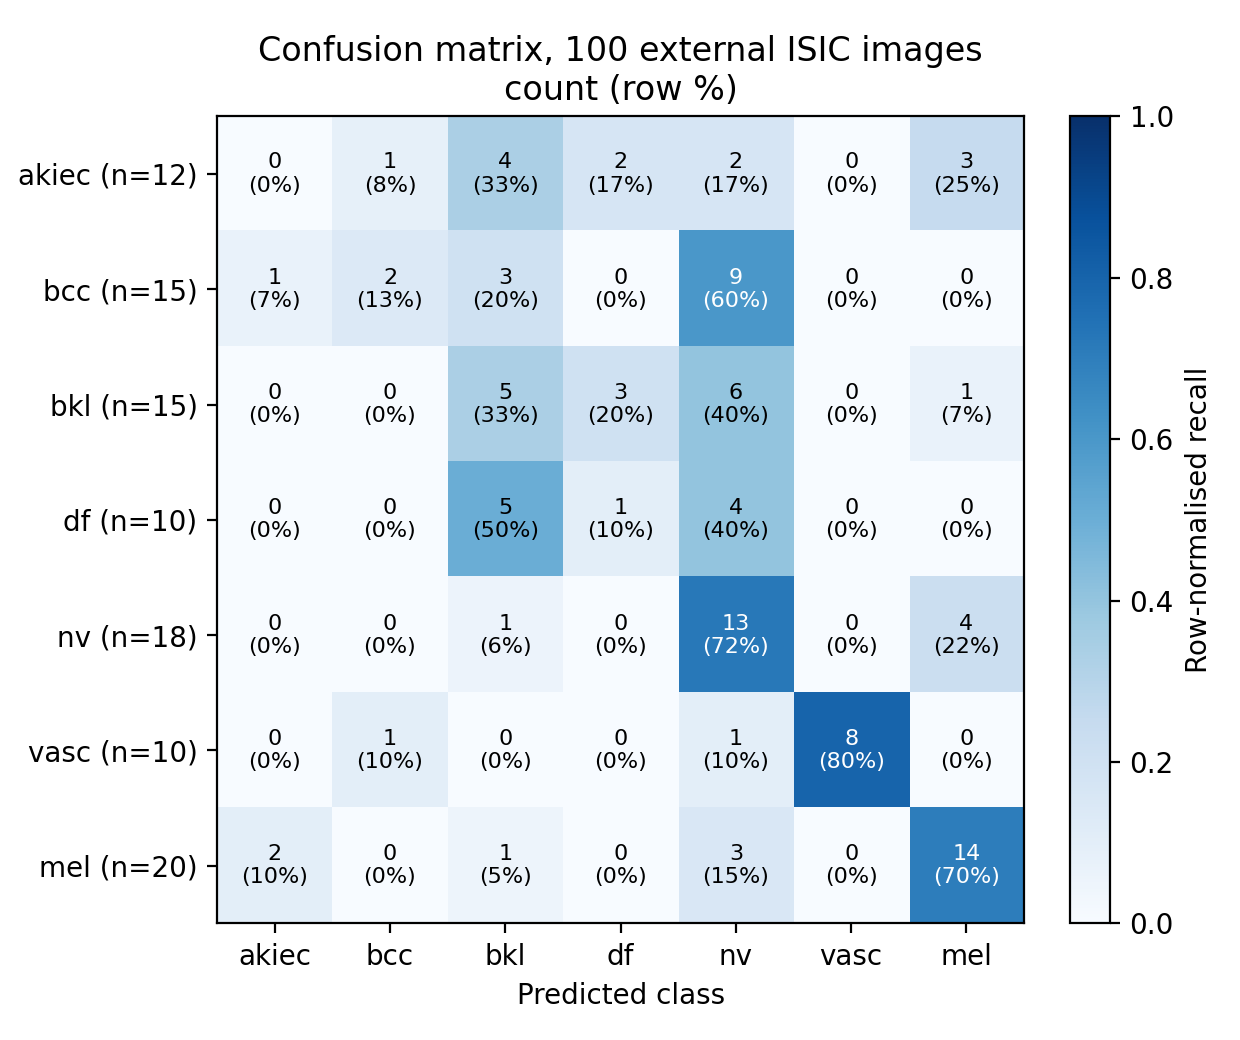 Confusion matrix, 100 external ISIC images
count (row %)
akiec (n=12)
0 1 4 2 2 0 3
(0%) (8%) (33%) (17%) (17%) (0%) (25%)
bcc (n=15)
1 2 3 0 9 0 0
(7%) (13%) (20%) (0%) (60%) (0%) (0%)
bkl (n=15)
0 0 5 3 6 0 1
(0%) (0%) (33%) (20%) (40%) (0%) (7%)
df (n=10)
0 0 5 1 4 0 0
(0%) (0%) (50%) (10%) (40%) (0%) (0%)
nv (n=18)
0 0 1 0 13 0 4
(0%) (0%) (6%) (0%) (72%) (0%) (22%)
vasc (n=10)
0 1 0 0 1 8 0
(0%) (10%) (0%) (0%) (10%) (80%) (0%)
mel (n=20)
2 0 1 0 3 0 14
(10%) (0%) (5%) (0%) (15%) (0%) (70%)
akiec bcc bkl df nv vasc mel
Predicted class
1.0
0.8
0.6
0.4
0.2
0.0
Row-normalised recall